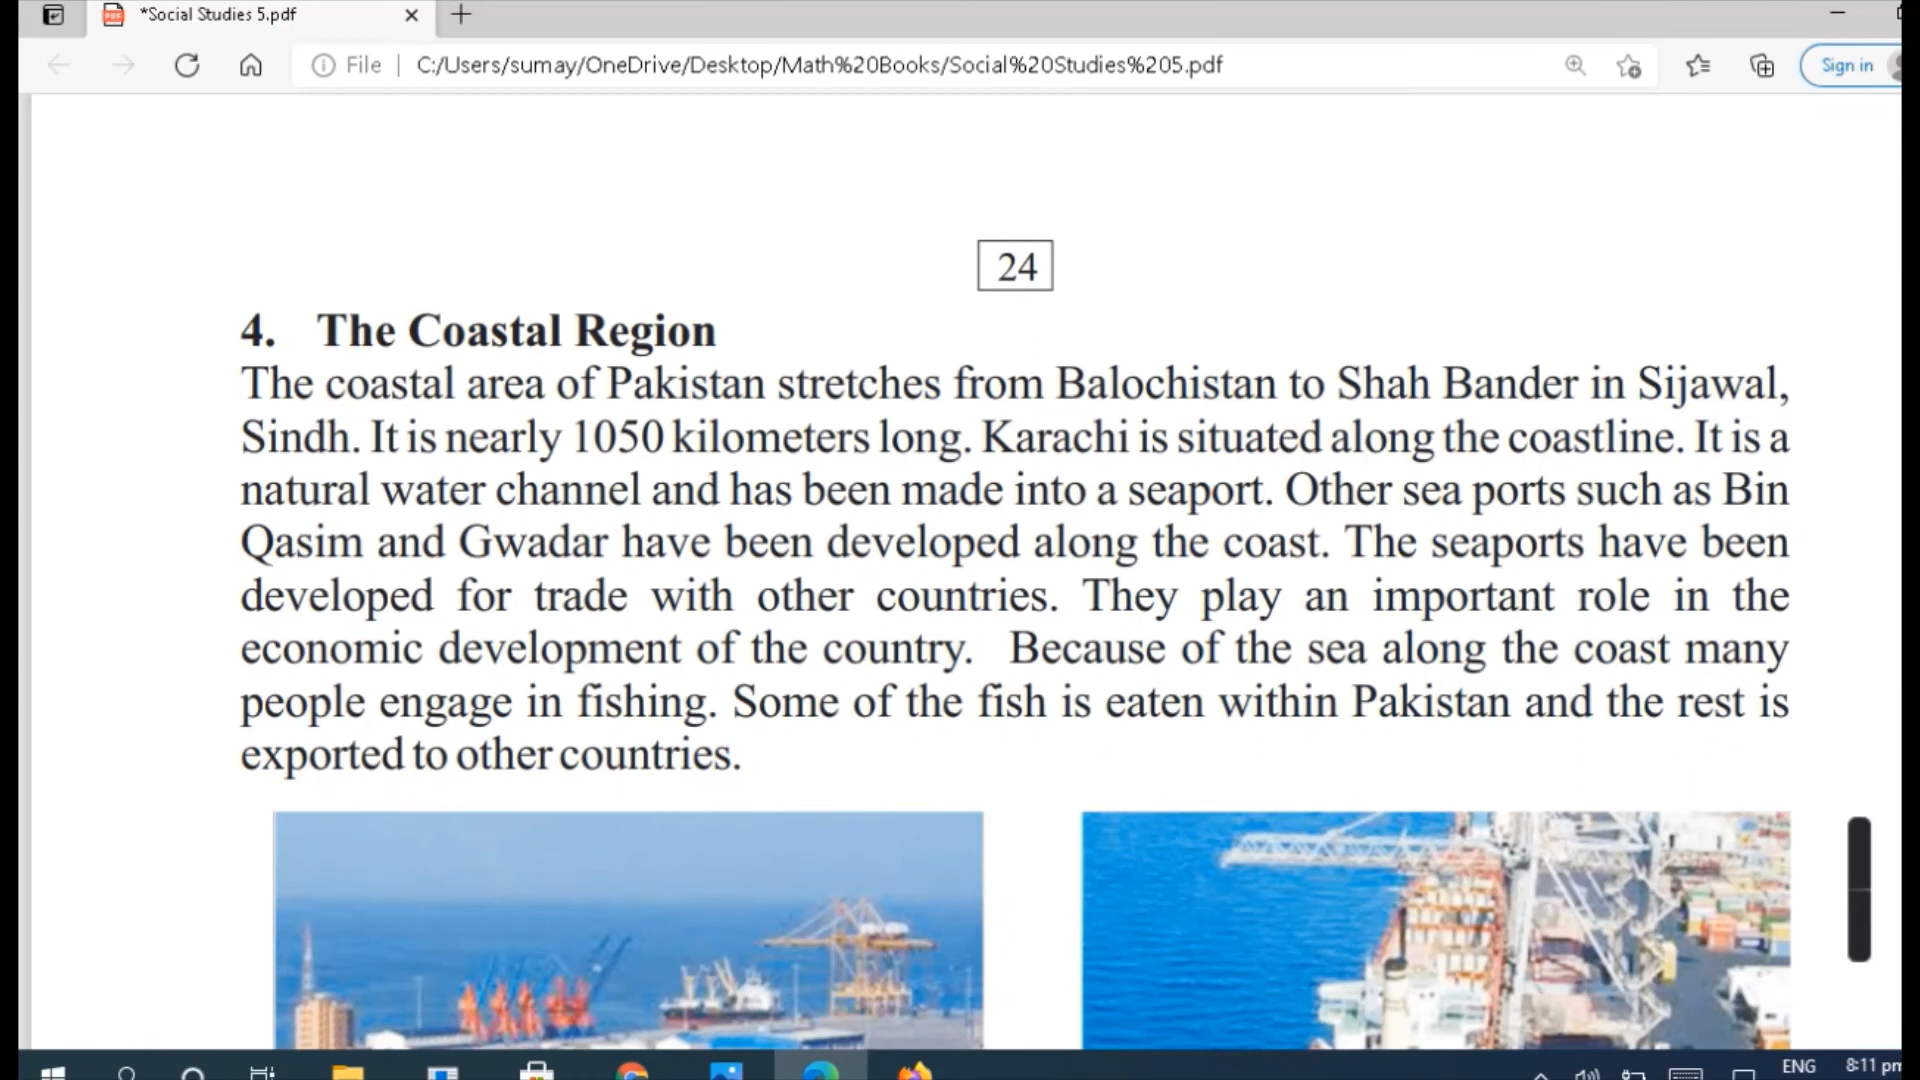 *Social Studies 5.pdf
File | C:/Users/sumay/OneDrive/Desktop/Math%20Books/Social%20Studies%205.pdf
Sign in
24
4. The Coastal Region
The coastal area of Pakistan stretches from Balochistan to Shah Bander in Sijawal,
Sindh. It is nearly 1050 kilometers long. Karachi is situated along the coastline. It is a
natural water channel and has been made into a seaport. Other sea ports such as Bin
Qasim and Gwadar have been developed along the coast. The seaports have been
developed for trade with other countries. They play an important role in the
economic development of the country. Because of the sea along the coast many
people engage in fishing. Some of the fish is eaten within Pakistan and the rest is
exported to other countries.
ENG 8:11 pm